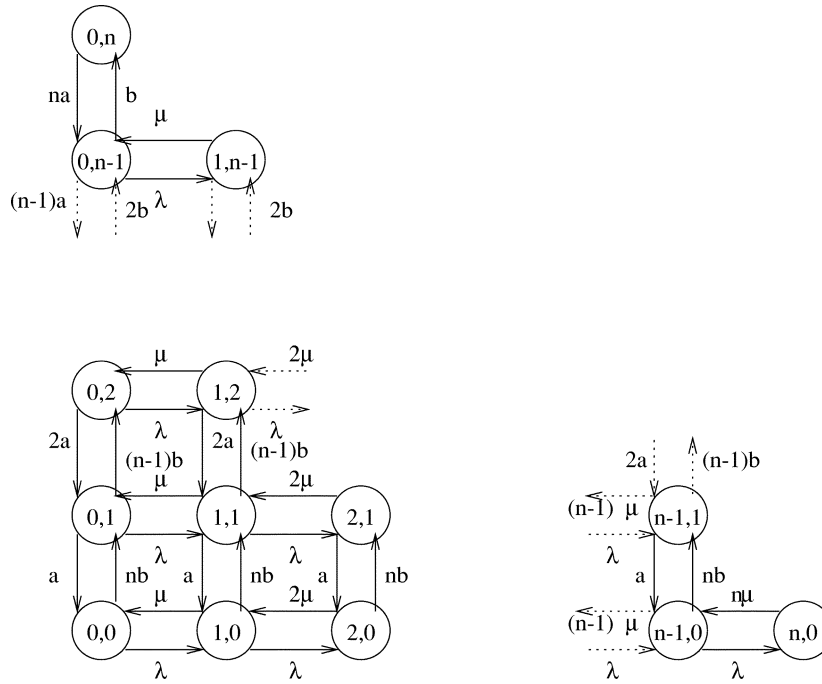 0,n
na
b
μ
0,n-1
1,n-1
(n-1)a
2b
λ
2b
μ
2μ
0,2
1,2
λ
λ
2a
(n-1)b
2a
(n-1)b
μ
2μ
0,1
1,1
2,1
λ
λ
a
nb
a
nb
a
nb
μ
2μ
0,0
1,0
2,0
λ
λ
2a
(n-1)b
(n-1) μ
n-1,1
λ
a
nb
nμ
(n-1) μ
n-1,0
n,0
λ
λ